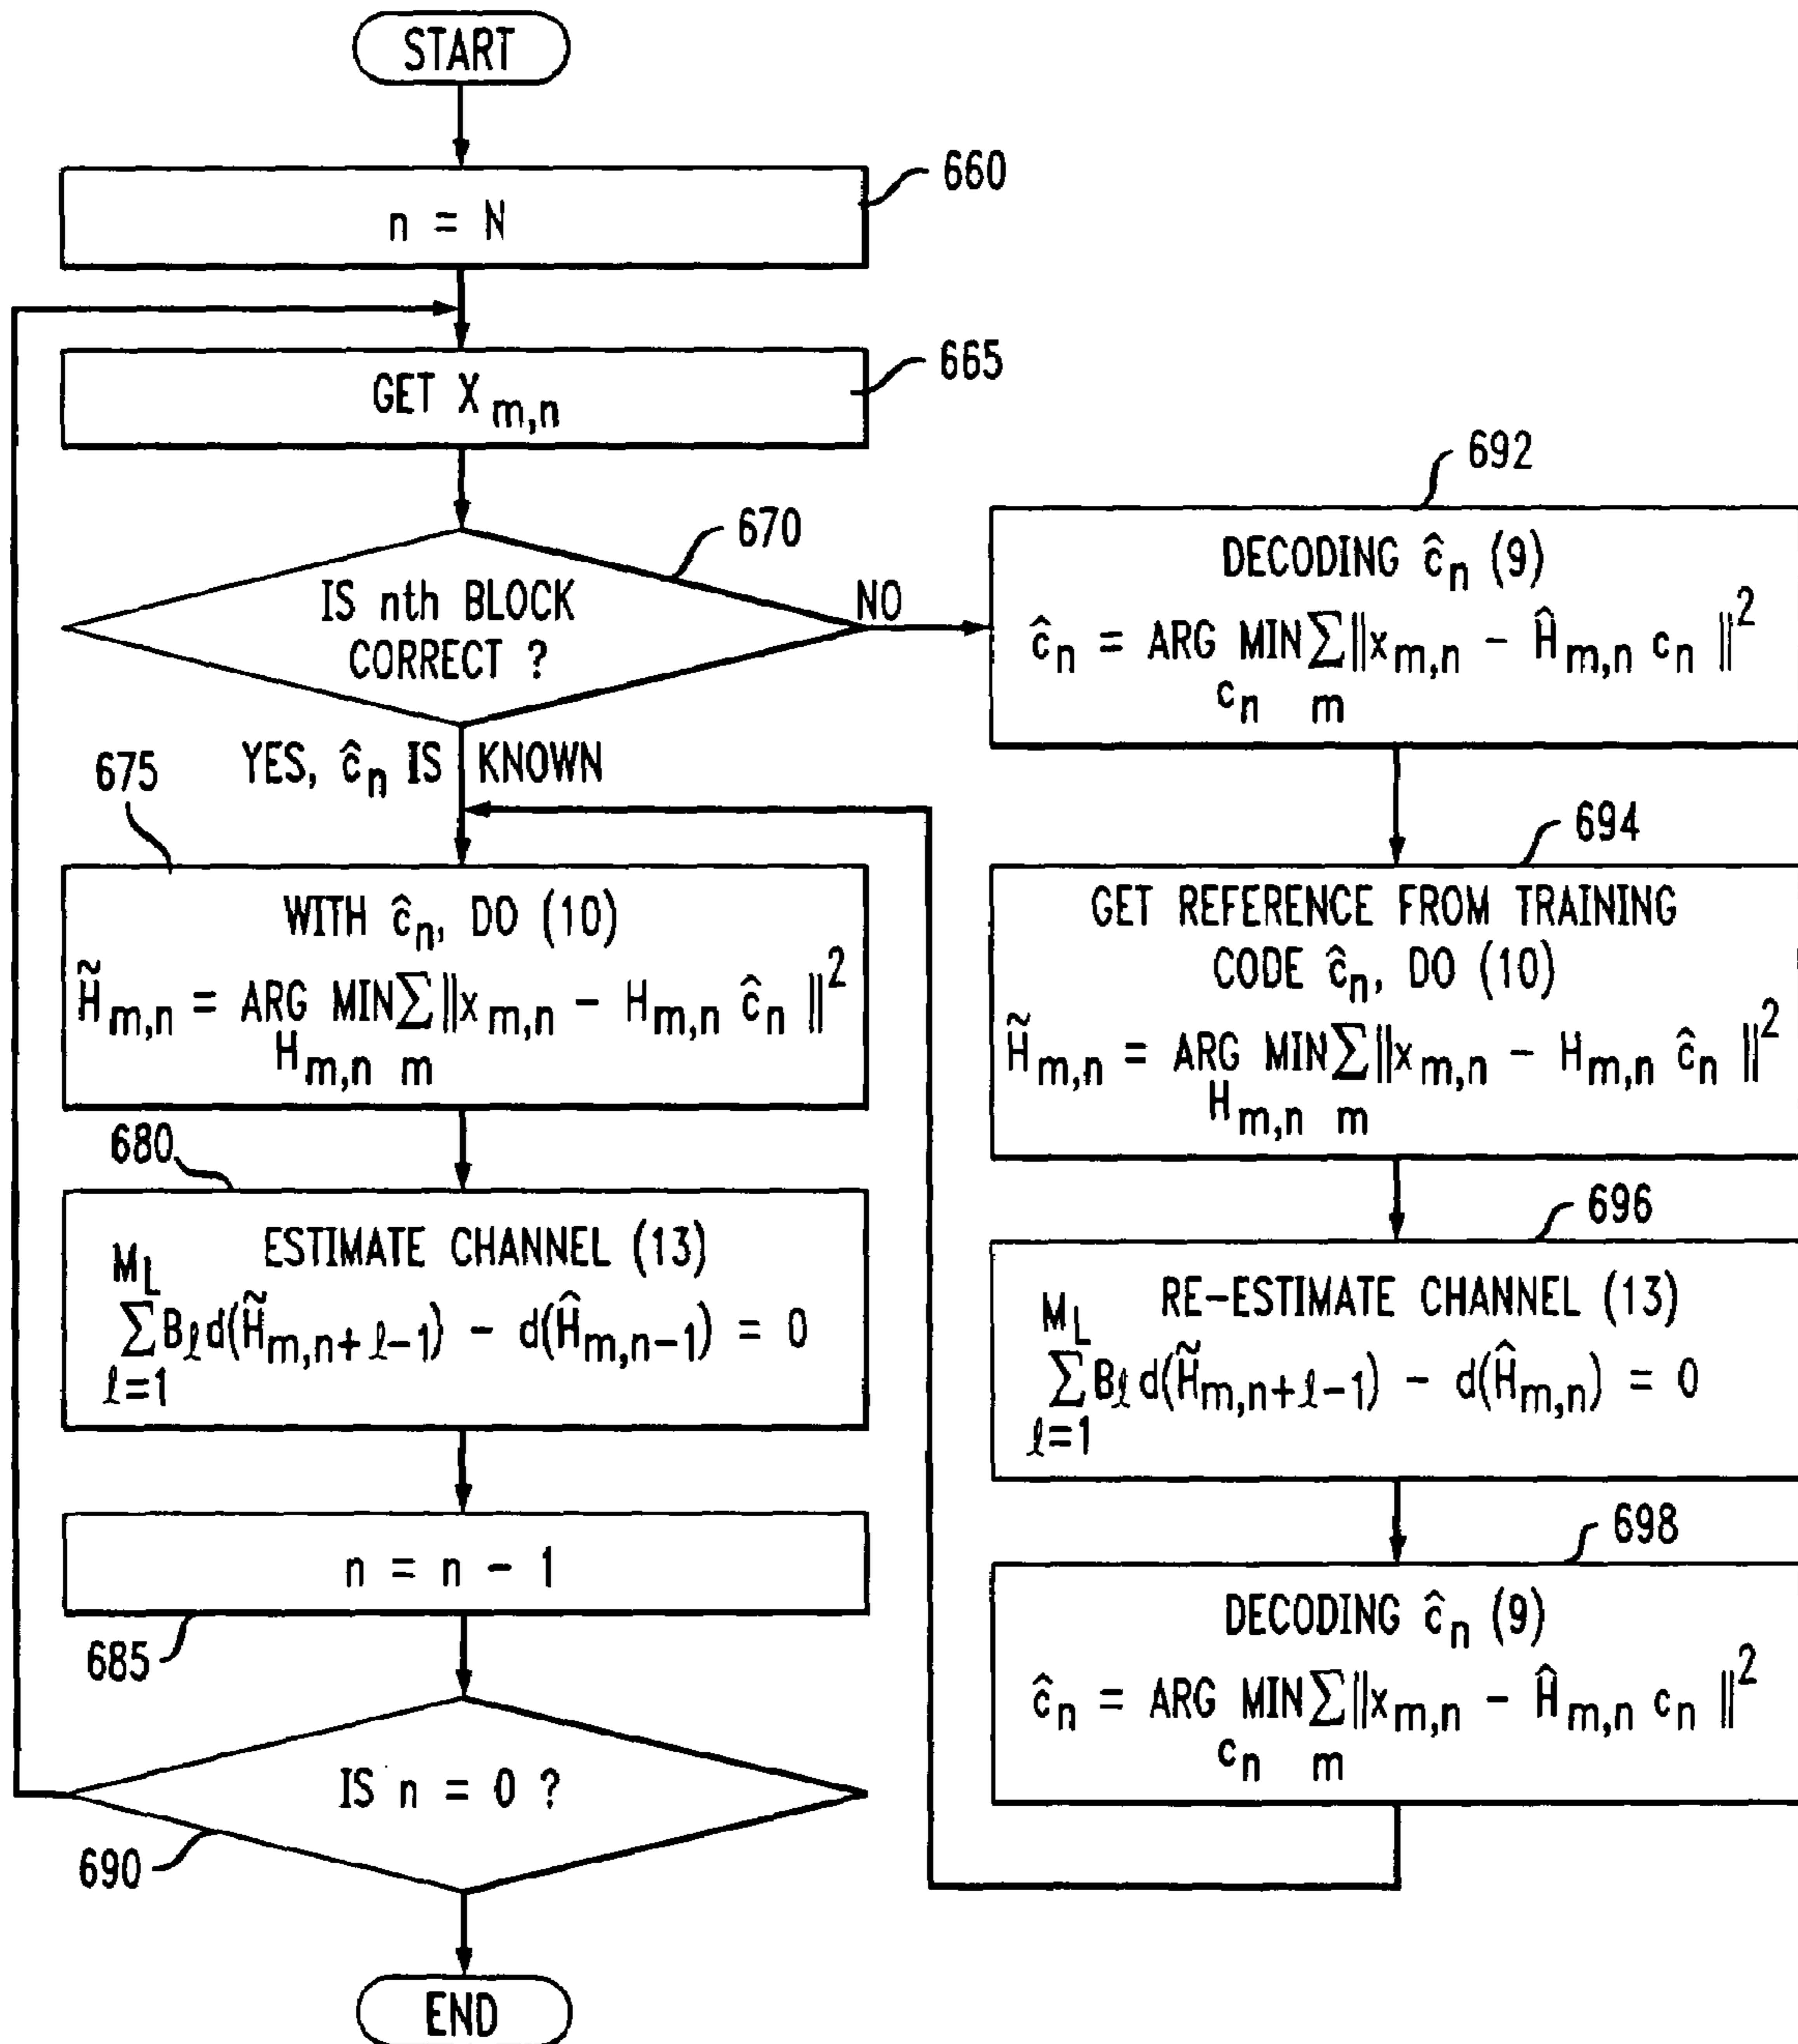 START
660
n = N
665
GET X m,n
670
IS nth BLOCK
CORRECT ?
NO
YES, ĉn IS KNOWN
675
WITH ĉn, DO (10)
H̃m,n = ARG MIN Σ ||xm,n - Hm,n ĉn ||²
Hm,n m
680
ESTIMATE CHANNEL (13)
ML
ΣBℓd(H̃m,n+ℓ-1) - d(Ĥm,n-1) = 0
ℓ=1
n = n - 1
685
IS n = 0 ?
690
END
692
DECODING ĉn (9)
ĉn = ARG MIN Σ ||xm,n - Ĥm,n cn ||²
cn m
694
GET REFERENCE FROM TRAINING
CODE ĉn, DO (10)
H̃m,n = ARG MIN Σ ||xm,n - Hm,n ĉn ||²
Hm,n m
696
RE-ESTIMATE CHANNEL (13)
ML
ΣBℓd(H̃m,n+ℓ-1) - d(Ĥm,n) = 0
ℓ=1
698
DECODING ĉn (9)
ĉn = ARG MIN Σ ||xm,n - Ĥm,n cn ||²
cn m